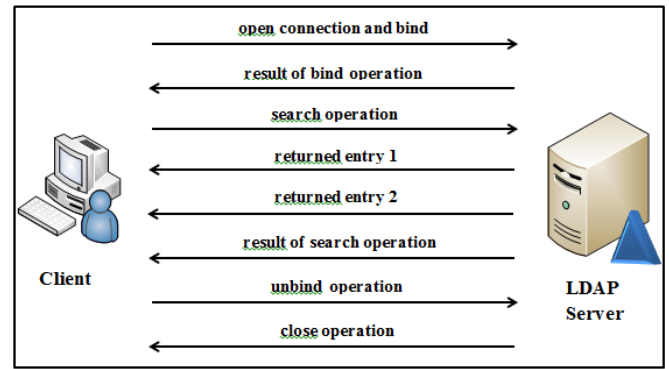 open connection and bind
result of bind operation
search operation
returned entry 1
returned entry 2
result of search operation
Client
unbind operation
LDAP
Server
close operation